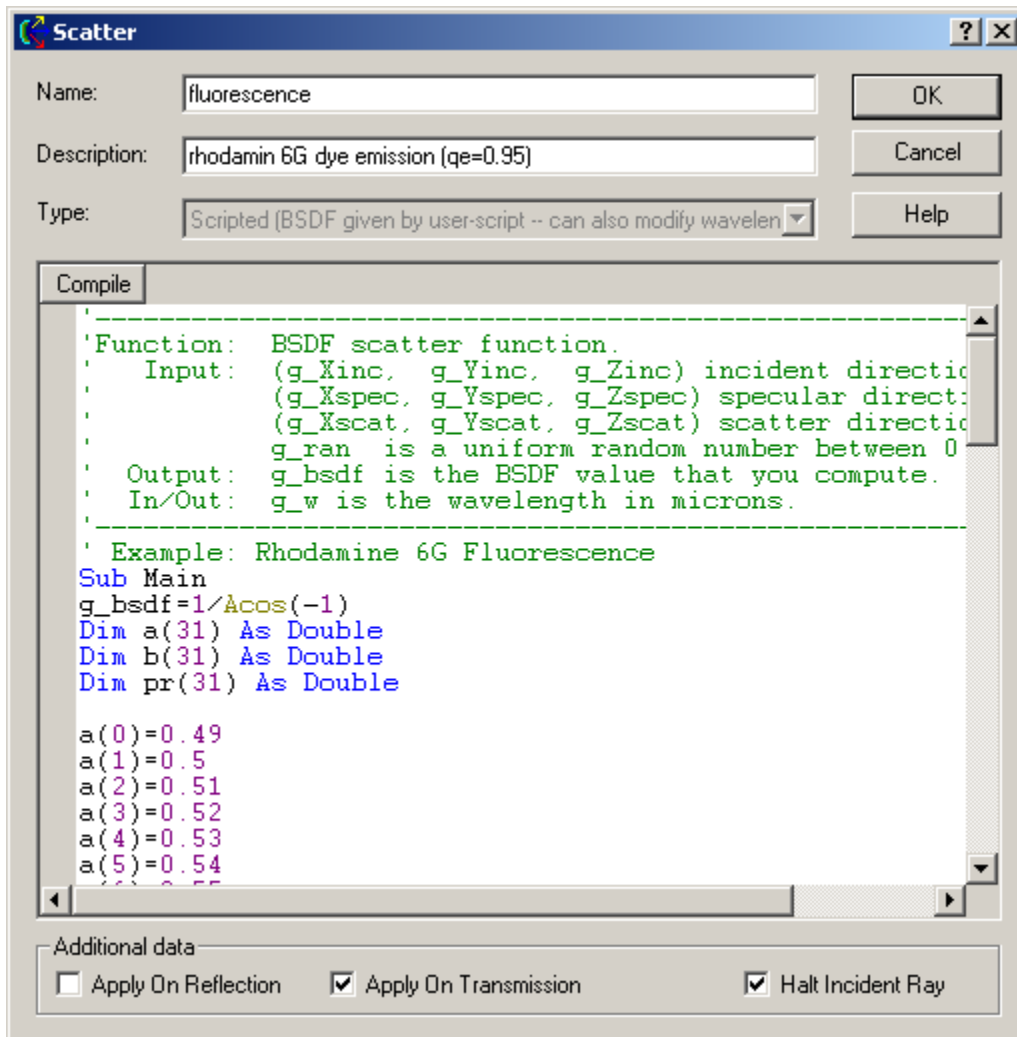 Scatter
Name: fluorescence OK
Description: rhodamin 6G dye emission (qe=0.95) Cancel
Type: Scripted (BSDF given by user-script -- can also modify wavelen Help
Compile
'Function: BSDF scatter function.
' Input: (g_Xinc, g_Yinc, g_Zinc) incident directio
' (g_Xspec, g_Yspec, g_Zspec) specular directi
' (g_Xscat, g_Yscat, g_Zscat) scatter directio
' g_ran is a uniform random number between 0
' Output: g_bsdf is the BSDF value that you compute.
' In/Out: g_w is the wavelength in microns.
' Example: Rhodamine 6G Fluorescence
Sub Main
g_bsdf=1/Acos(-1)
Dim a(31) As Double
Dim b(31) As Double
Dim pr(31) As Double
a(0)=0.49
a(1)=0.5
a(2)=0.51
a(3)=0.52
a(4)=0.53
a(5)=0.54
Additional data
Apply On Reflection Apply On Transmission Halt Incident Ray